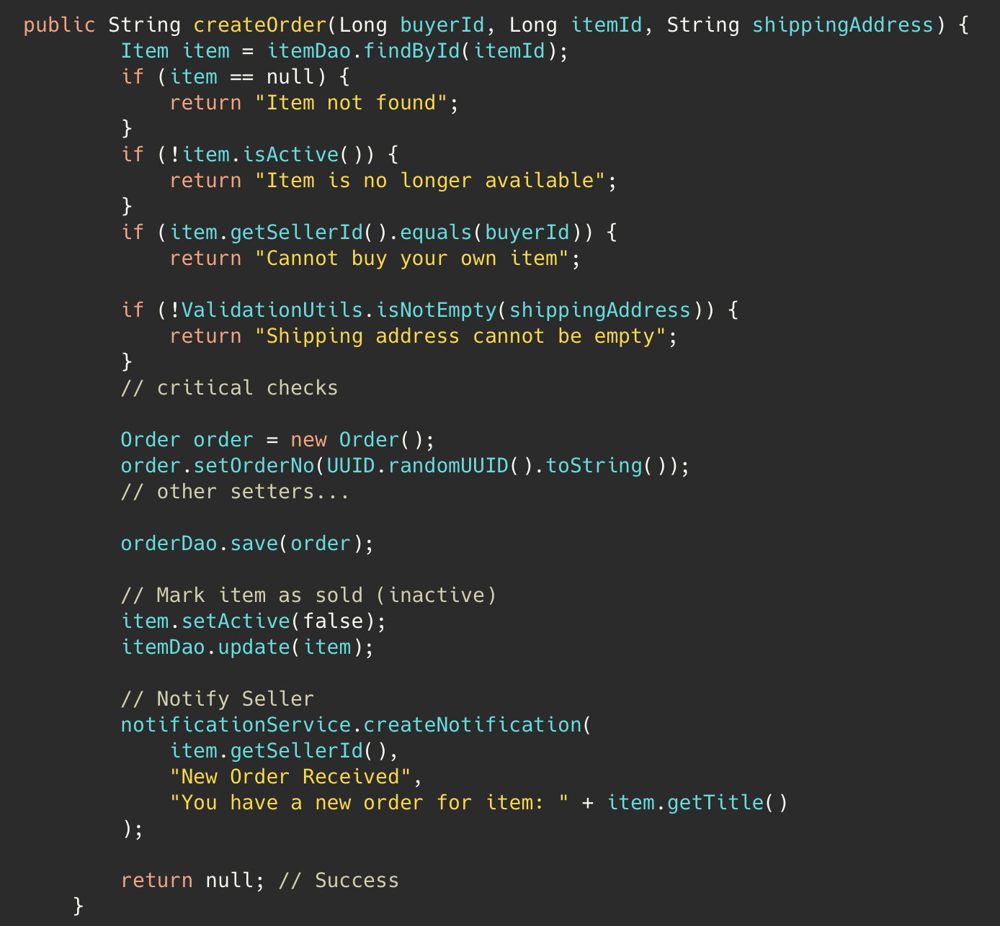 public String createOrder(Long buyerId, Long itemId, String shippingAddress) {
        Item item = itemDao.findById(itemId);
        if (item == null) {
            return "Item not found";
        }
        if (!item.isActive()) {
            return "Item is no longer available";
        }
        if (item.getSellerId().equals(buyerId)) {
            return "Cannot buy your own item";

        if (!ValidationUtils.isNotEmpty(shippingAddress)) {
            return "Shipping address cannot be empty";
        }
        // critical checks

        Order order = new Order();
        order.setOrderNo(UUID.randomUUID().toString());
        // other setters...

        orderDao.save(order);

        // Mark item as sold (inactive)
        item.setActive(false);
        itemDao.update(item);

        // Notify Seller
        notificationService.createNotification(
            item.getSellerId(),
            "New Order Received",
            "You have a new order for item: " + item.getTitle()
        );

        return null; // Success
    }